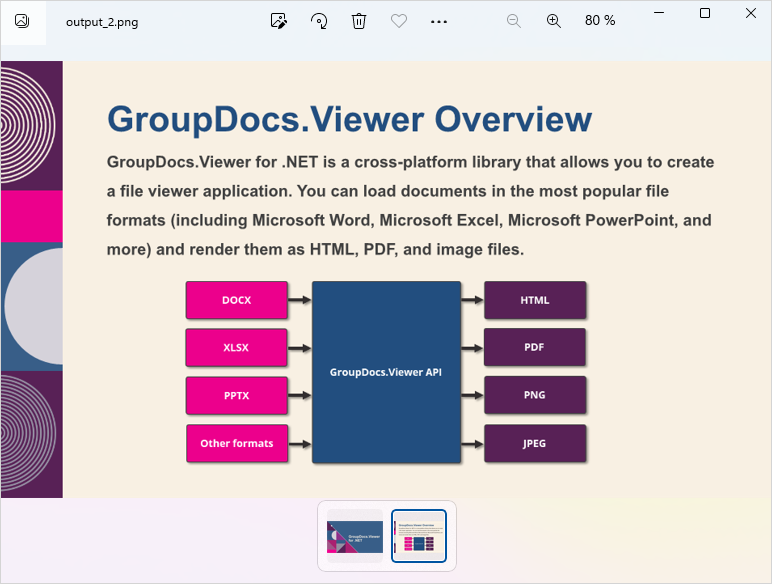 output_2.png
80 %
GroupDocs.Viewer Overview
GroupDocs.Viewer for .NET is a cross-platform library that allows you to create
a file viewer application. You can load documents in the most popular file
formats (including Microsoft Word, Microsoft Excel, Microsoft PowerPoint, and
more) and render them as HTML, PDF, and image files.
DOCX
XLSX
PPTX
Other formats
GroupDocs.Viewer API
HTML
PDF
PNG
JPEG
GroupDocs.Viewer
for .NET
GroupDocs.Viewer Overview